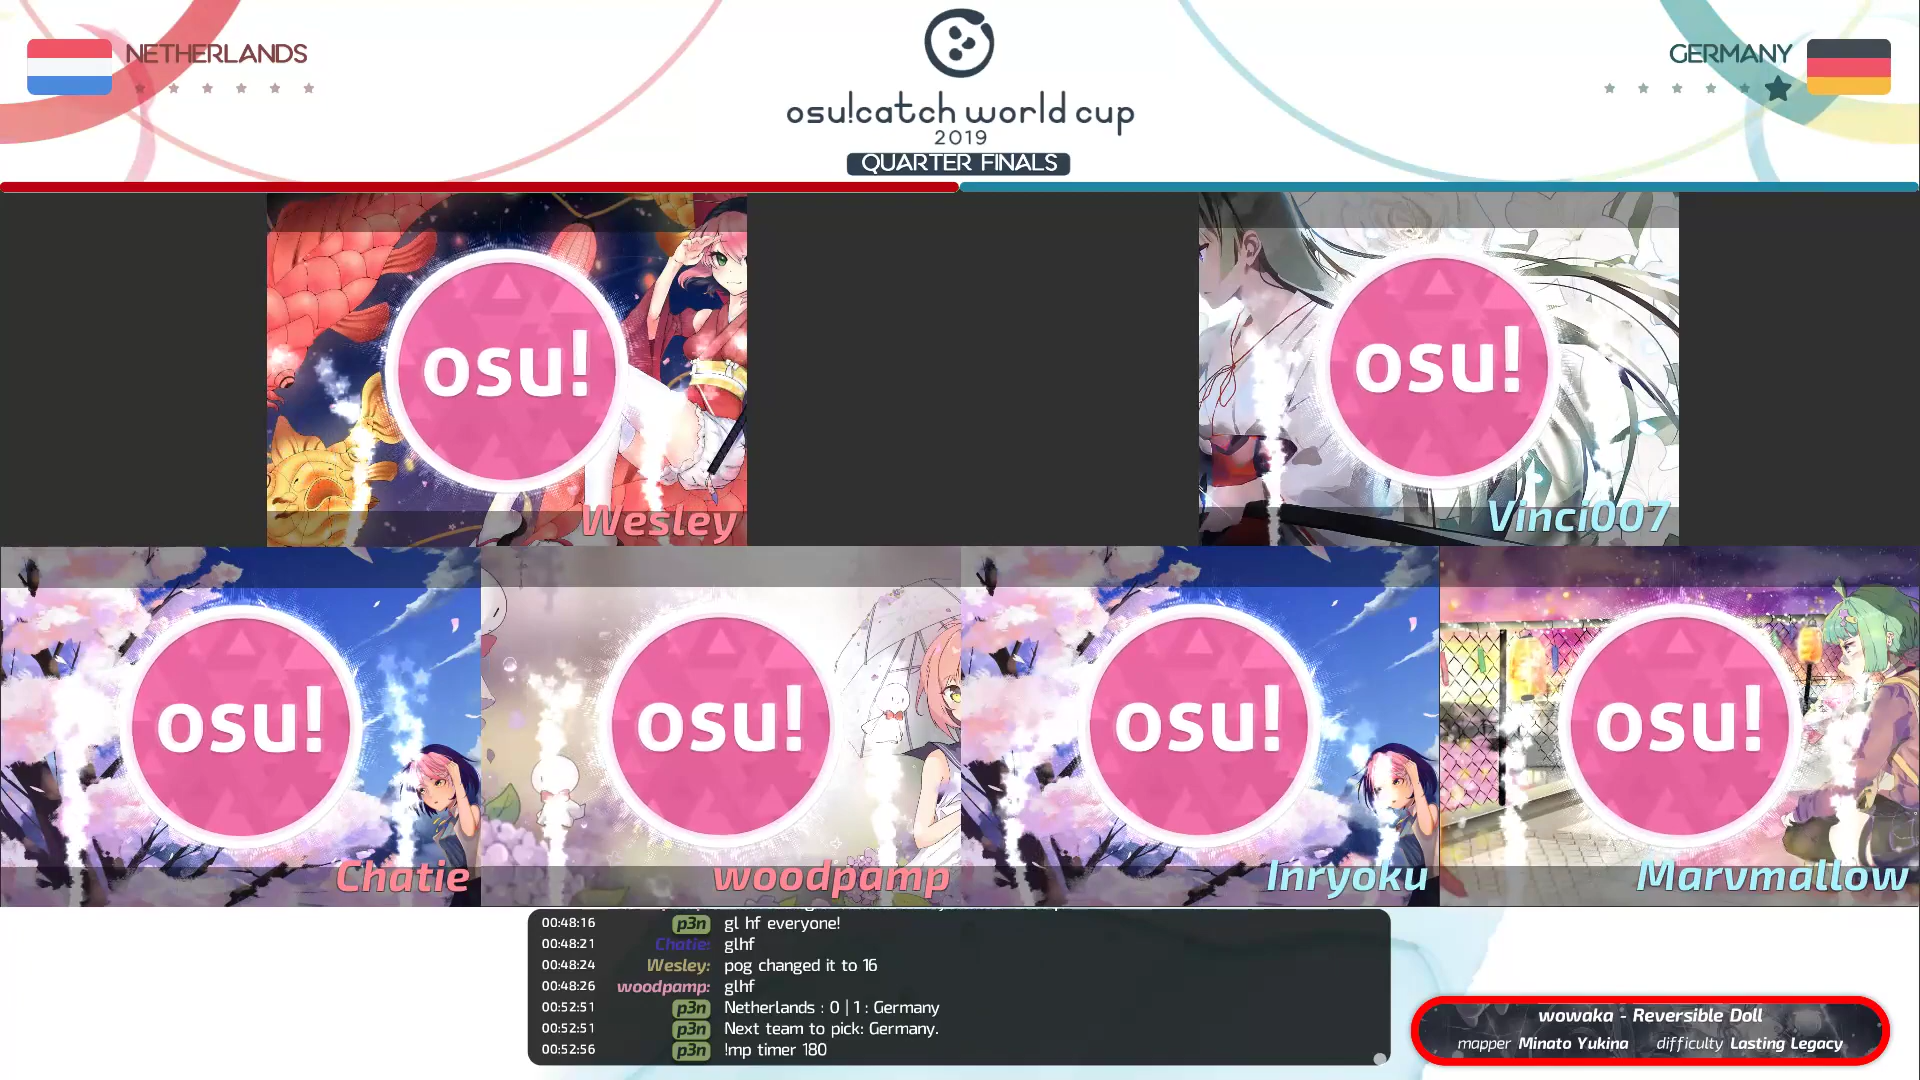 NETHERLANDS
GERMANY
osu!catch world cup
2019
QUARTER FINALS
osu!
Wesley
osu!
Vinci007
osu!
Chatie
osu!
woodpamp
osu!
Inryoku
osu!
Marvmallow
00:48:16 p3n gl hf everyone!
00:48:21 Chatie: glhf
00:48:24 Wesley: pog changed it to 16
00:48:26 woodpamp: glhf
00:52:51 p3n Netherlands : 0 | 1 : Germany
00:52:51 p3n Next team to pick: Germany.
00:52:56 p3n !mp timer 180
wowaka - Reversible Doll
mapper Minato Yukina difficulty Lasting Legacy